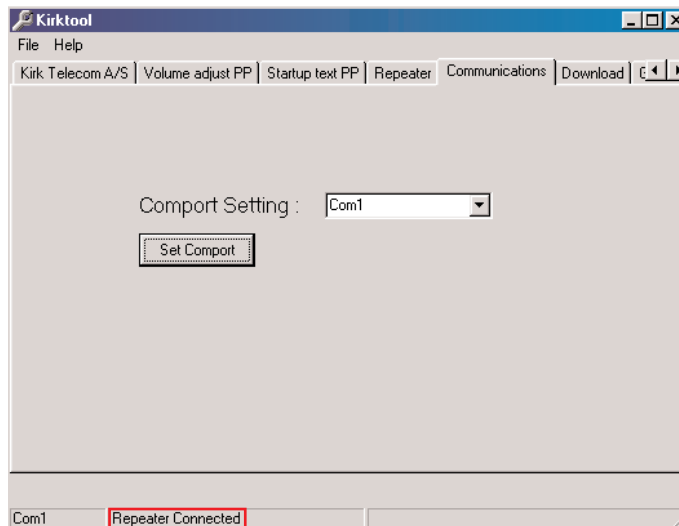 Kirktool
File Help
Kirk Telecom A/S Volume adjust PP Startup text PP Repeater Communications Download
Comport Setting : Com1
Set Comport
Com1 Repeater Connected